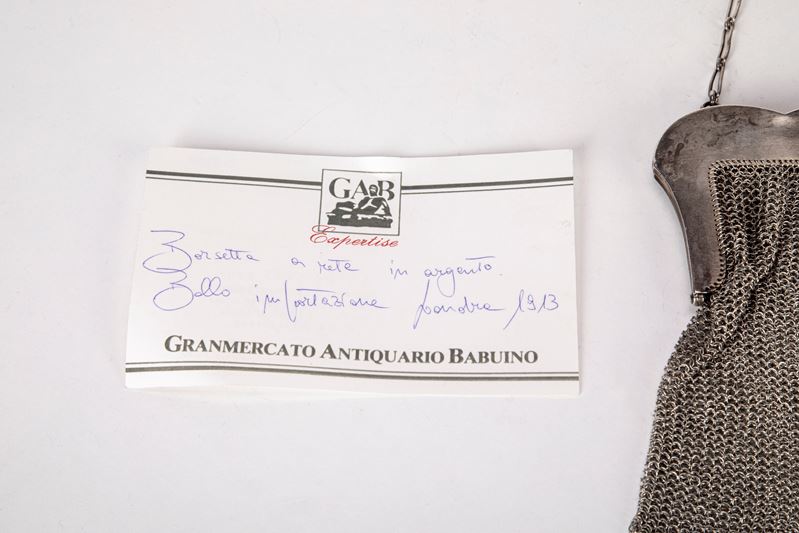 GAB
Expertise
Borsetta a rete in argento.
Bollo importazione Londra 1913
GRANMERCATO ANTIQUARIO BABUINO